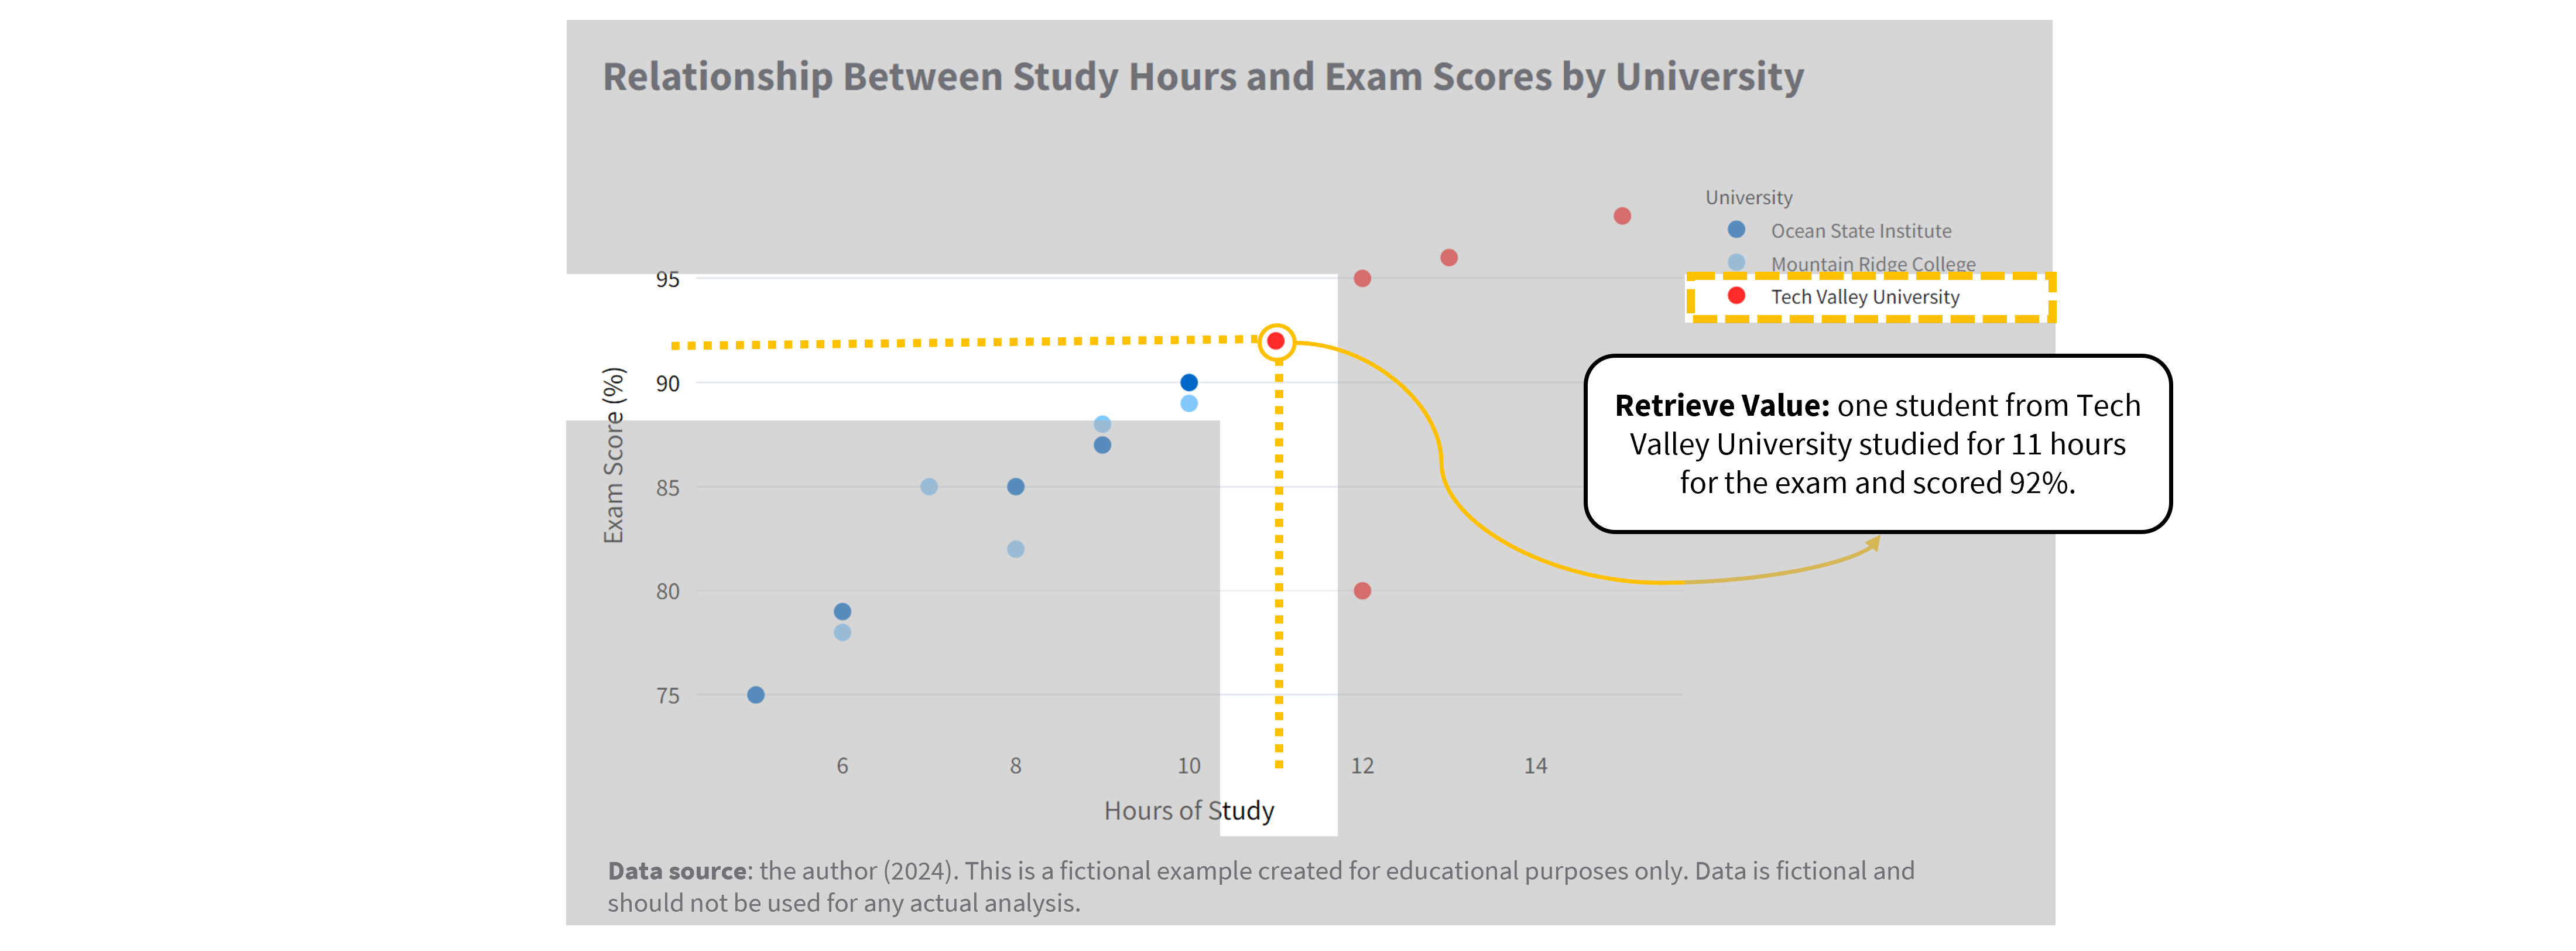 Relationship Between Study Hours and Exam Scores by University
University
Ocean State Institute
Mountain Ridge College
Tech Valley University
95
90
85
80
75
Exam Score (%)
Retrieve Value: one student from Tech
Valley University studied for 11 hours
for the exam and scored 92%.
6
8
10
12
14
Hours of Study
Data source: the author (2024). This is a fictional example created for educational purposes only. Data is fictional and
should not be used for any actual analysis.